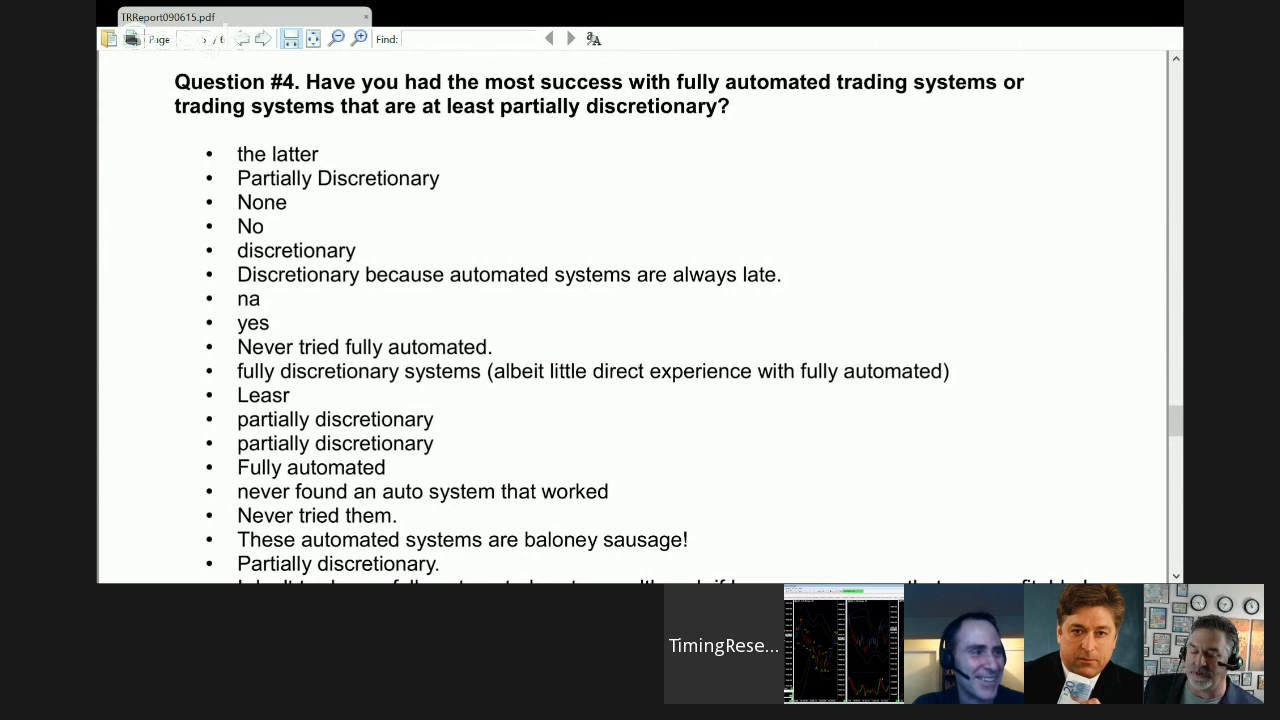 TRReport090615.pdf
Page
/ 6
Find:
Question #4. Have you had the most success with fully automated trading systems or
trading systems that are at least partially discretionary?
• the latter
• Partially Discretionary
• None
• No
• discretionary
• Discretionary because automated systems are always late.
• na
• yes
• Never tried fully automated.
• fully discretionary systems (albeit little direct experience with fully automated)
• Leasr
• partially discretionary
• partially discretionary
• Fully automated
• never found an auto system that worked
• Never tried them.
• These automated systems are baloney sausage!
• Partially discretionary.
TimingRese...